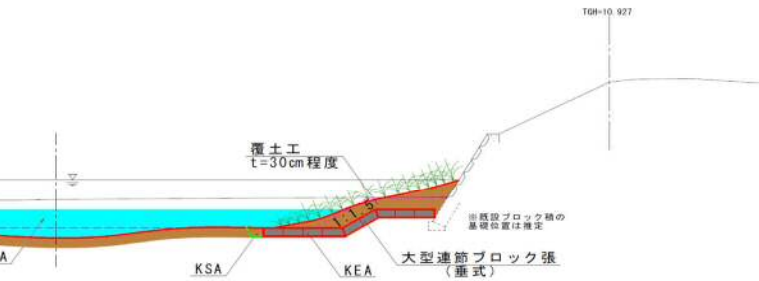 TGH=10.927
覆土工
t=30cm程度
1:1.5
※既設ブロック積の
基礎位置は推定
A
KSA
KEA
大型連節ブロック張
(垂式)